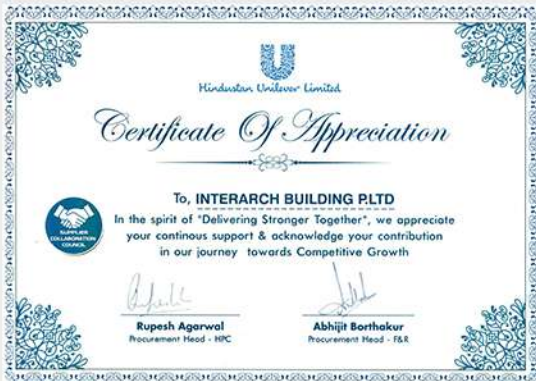 Hindustan Unilever Limited
Certificate Of Appreciation
To, INTERARCH BUILDING P.LTD
In the spirit of "Delivering Stronger Together", we appreciate
your continous support & acknowledge your contribution
in our journey towards Competitive Growth
SUPPLIER
COLLABORATION
COUNCIL
Rupesh Agarwal
Procurement Head - HPC
Abhijit Borthakur
Procurement Head - F&R